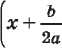 (x + b/2a